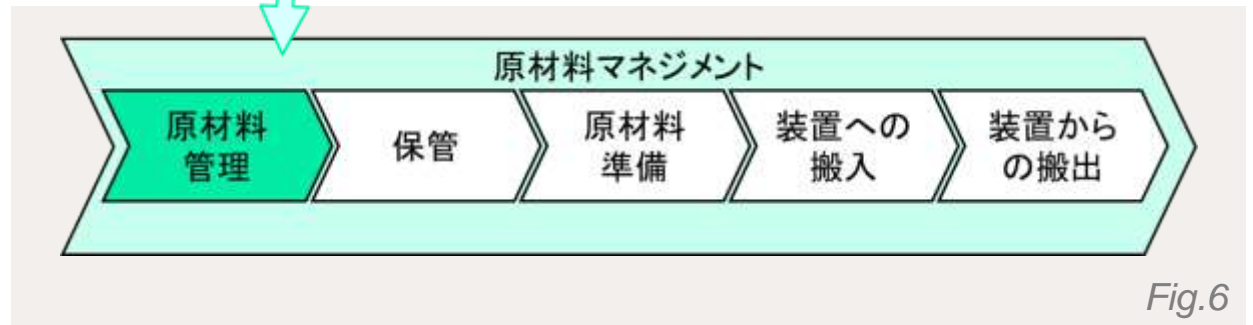 原材料マネジメント
原材料
管理
保管
原材料
準備
装置への
搬入
装置から
の搬出
Fig.6